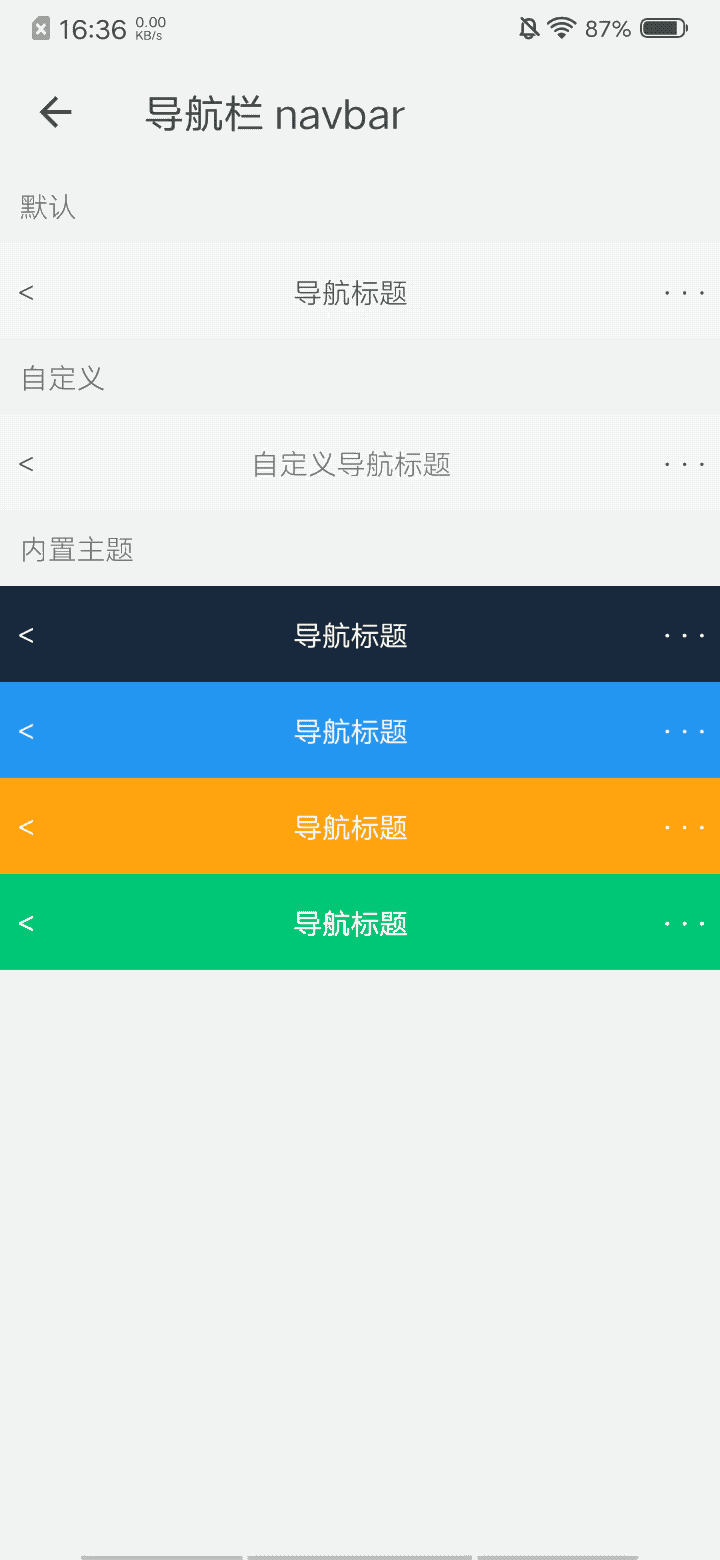 16:36 0.00 KB/s 87%
导航栏 navbar
默认
< 导航标题 · · ·
自定义
< 自定义导航标题 · · ·
内置主题
< 导航标题 · · ·
< 导航标题 · · ·
< 导航标题 · · ·
< 导航标题 · · ·